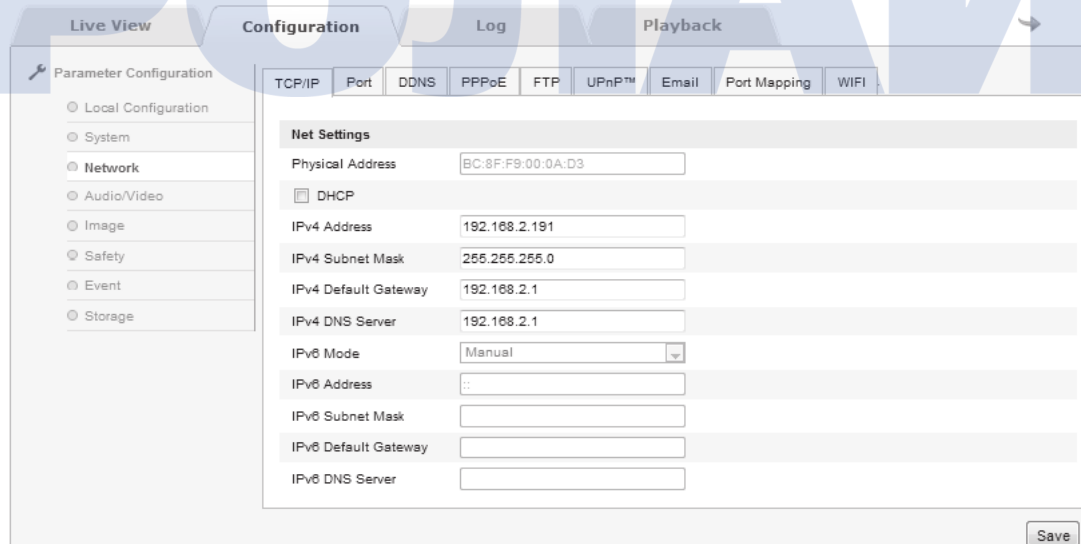 Live View
Configuration
Log
Playback
Parameter Configuration
Local Configuration
System
Network
Audio/Video
Image
Safety
Event
Storage
TCP/IP
Port
DDNS
PPPoE
FTP
UPnP™
Email
Port Mapping
WIFI
Net Settings
Physical Address BC:8F:F9:00:0A:D3
DHCP
IPv4 Address 192.168.2.191
IPv4 Subnet Mask 255.255.255.0
IPv4 Default Gateway 192.168.2.1
IPv4 DNS Server 192.168.2.1
IPv6 Mode Manual
IPv6 Address ::
IPv6 Subnet Mask
IPv6 Default Gateway
IPv6 DNS Server
Save